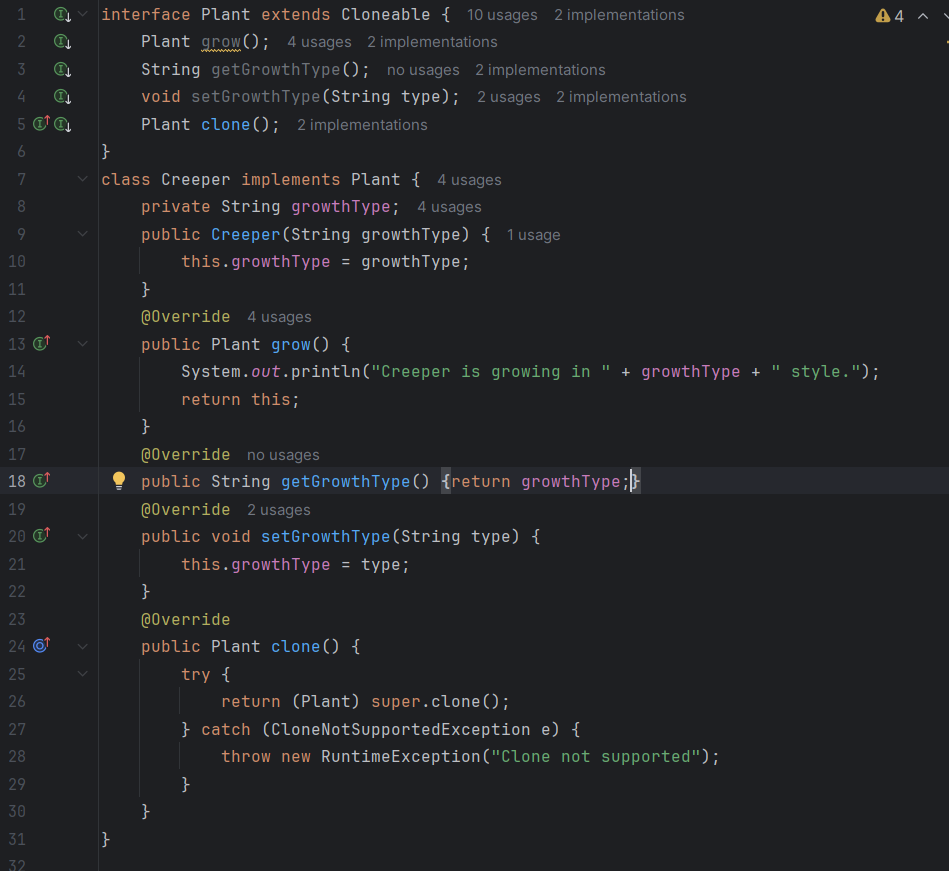 1 interface Plant extends Cloneable { 10 usages 2 implementations 4
2 Plant grow(); 4 usages 2 implementations
3 String getGrowthType(); no usages 2 implementations
4 void setGrowthType(String type); 2 usages 2 implementations
5 Plant clone(); 2 implementations
6 }
7 class Creeper implements Plant { 4 usages
8 private String growthType; 4 usages
9 public Creeper(String growthType) { 1 usage
10 this.growthType = growthType;
11 }
12 @Override 4 usages
13 public Plant grow() {
14 System.out.println("Creeper is growing in " + growthType + " style.");
15 return this;
16 }
17 @Override no usages
18 public String getGrowthType() {return growthType;}
19 @Override 2 usages
20 public void setGrowthType(String type) {
21 this.growthType = type;
22 }
23 @Override
24 public Plant clone() {
25 try {
26 return (Plant) super.clone();
27 } catch (CloneNotSupportedException e) {
28 throw new RuntimeException("Clone not supported");
29 }
30 }
31 }
32